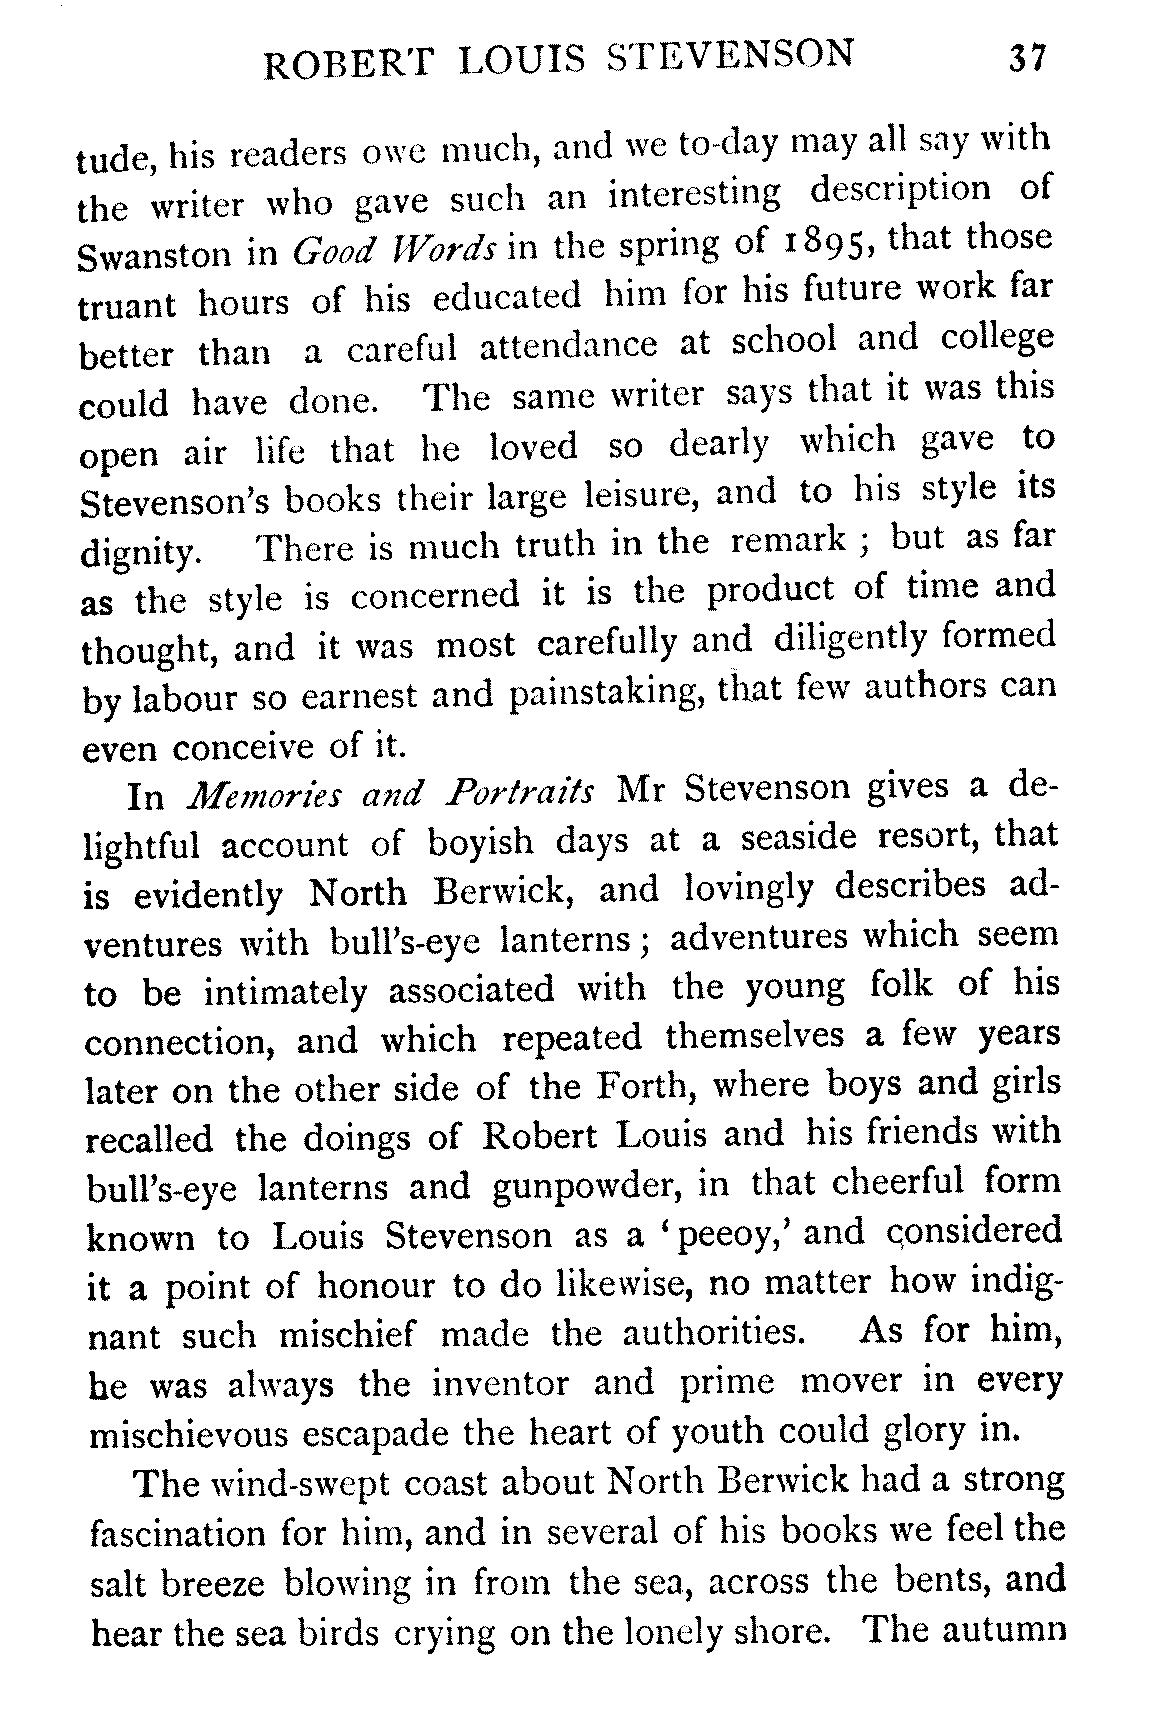 ROBERT LOUIS STEVENSON 37
tude, his readers owe much, and we to-day may all say with
the writer who gave such an interesting description of
Swanston in Good Words in the spring of 1895, that those
truant hours of his educated him for his future work far
better than a careful attendance at school and college
could have done. The same writer says that it was this
open air life that he loved so dearly which gave to
Stevenson's books their large leisure, and to his style its
dignity. There is much truth in the remark ; but as far
as the style is concerned it is the product of time and
thought, and it was most carefully and diligently formed
by labour so earnest and painstaking, that few authors can
even conceive of it.
In Memories and Portraits Mr Stevenson gives a de-
lightful account of boyish days at a seaside resort, that
is evidently North Berwick, and lovingly describes ad-
ventures with bull's-eye lanterns ; adventures which seem
to be intimately associated with the young folk of his
connection, and which repeated themselves a few years
later on the other side of the Forth, where boys and girls
recalled the doings of Robert Louis and his friends with
bull's-eye lanterns and gunpowder, in that cheerful form
known to Louis Stevenson as a ‘peeoy,’ and considered
it a point of honour to do likewise, no matter how indig-
nant such mischief made the authorities. As for him,
he was always the inventor and prime mover in every
mischievous escapade the heart of youth could glory in.
The wind-swept coast about North Berwick had a strong
fascination for him, and in several of his books we feel the
salt breeze blowing in from the sea, across the bents, and
hear the sea birds crying on the lonely shore. The autumn